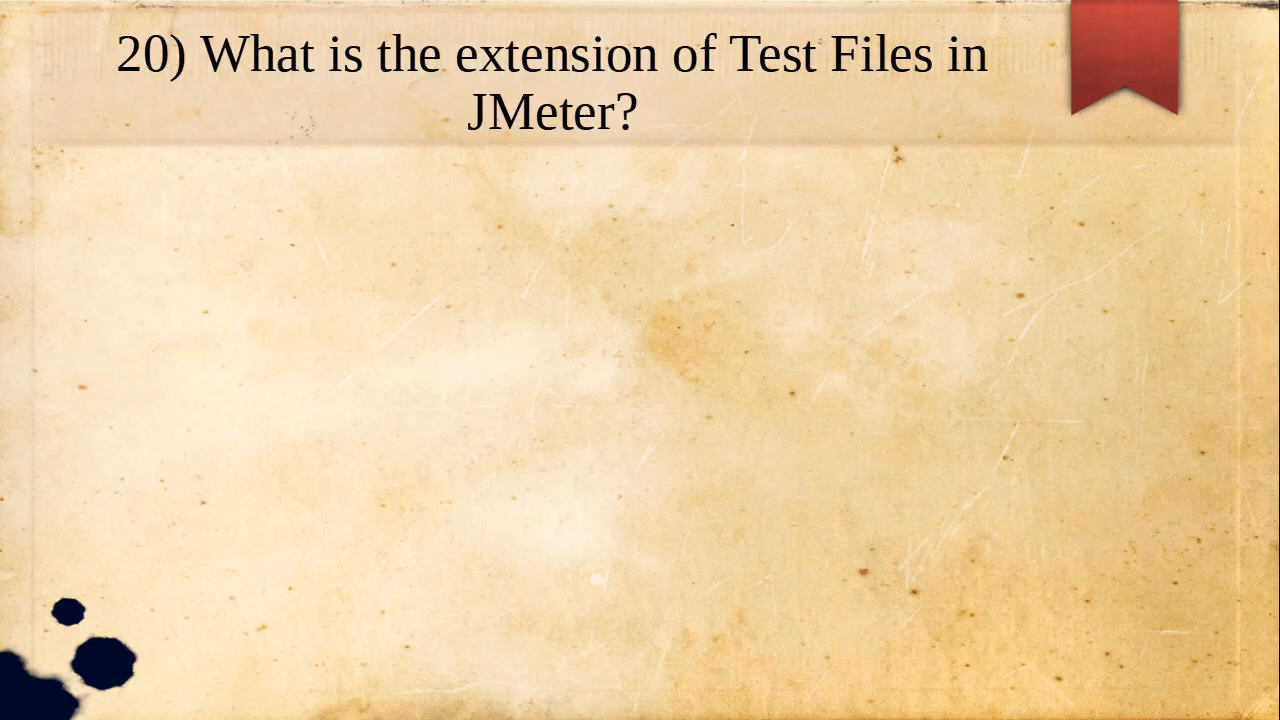 20) What is the extension of Test Files in
JMeter?